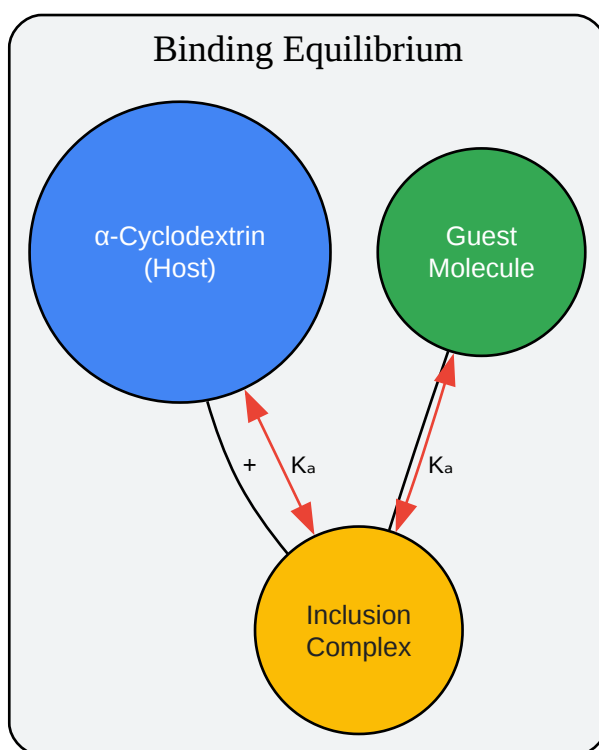 Binding Equilibrium
α-Cyclodextrin
(Host)
Guest
Molecule
+
Kₐ
Kₐ
Inclusion
Complex